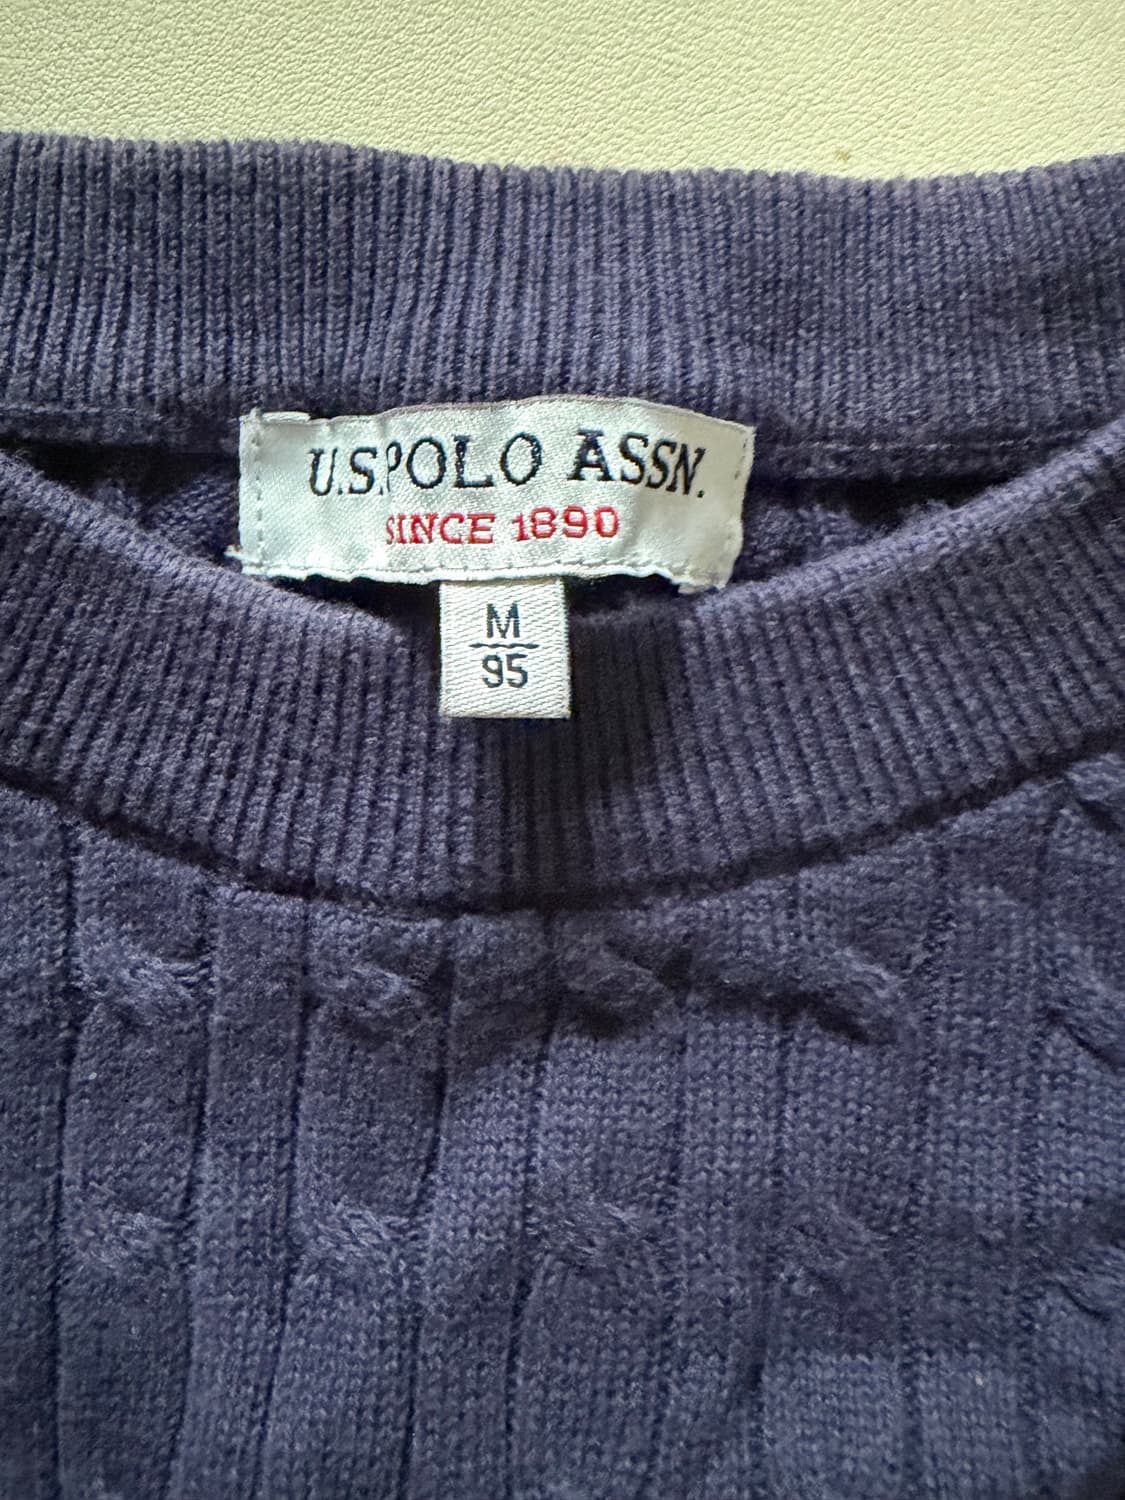 U.S.POLO ASSN.
SINCE 1890
M
95